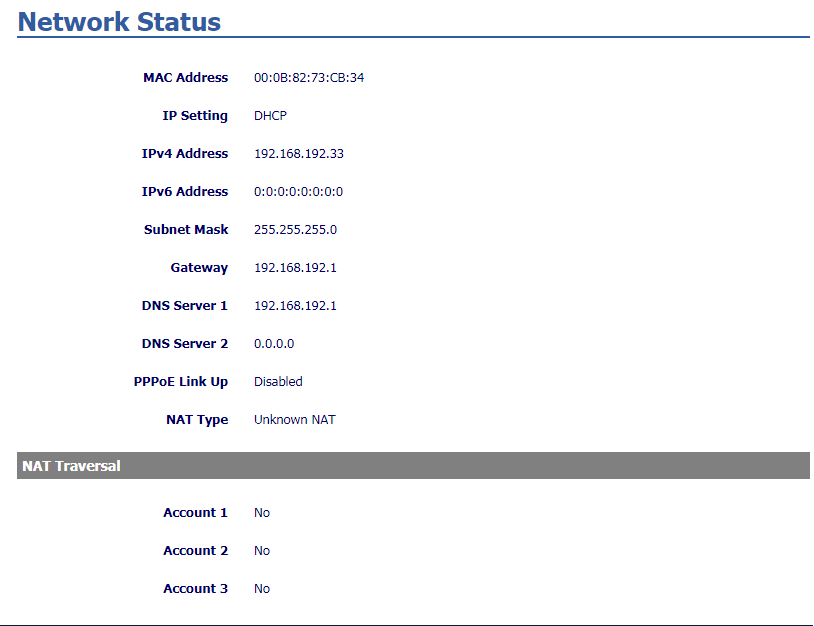 Network Status
MAC Address 00:0B:82:73:CB:34
IP Setting DHCP
IPv4 Address 192.168.192.33
IPv6 Address 0:0:0:0:0:0:0:0
Subnet Mask 255.255.255.0
Gateway 192.168.192.1
DNS Server 1 192.168.192.1
DNS Server 2 0.0.0.0
PPPoE Link Up Disabled
NAT Type Unknown NAT
NAT Traversal
Account 1 No
Account 2 No
Account 3 No